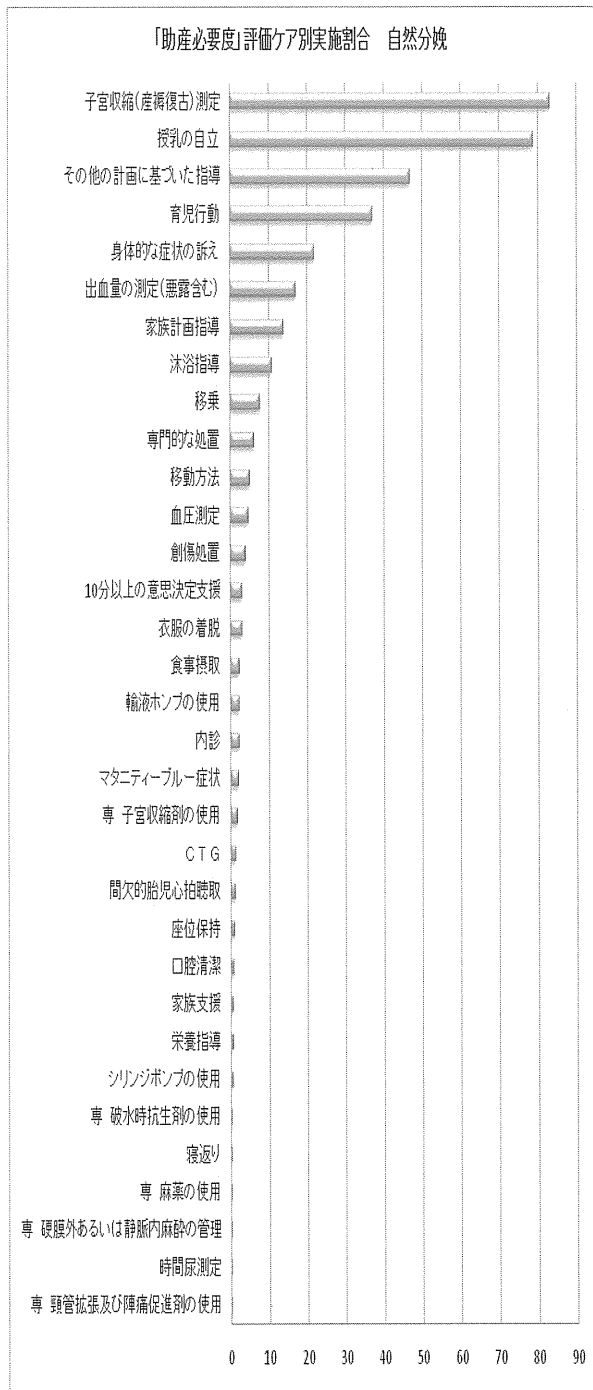 「助産必要度」評価ケア別実施割合　自然分娩
子宮収縮(産褥復古)測定
授乳の自立
その他の計画に基づいた指導
育児行動
身体的な症状の訴え
出血量の測定(悪露含む)
家族計画指導
沐浴指導
移乗
専門的な処置
移動方法
血圧測定
創傷処置
10分以上の意思決定支援
衣服の着脱
食事摂取
輸液ポンプの使用
内診
マタニティーブルー症状
専 子宮収縮剤の使用
CTG
間欠的胎児心拍聴取
座位保持
口腔清潔
家族支援
栄養指導
シリンジポンプの使用
専 破水時抗生剤の使用
寝返り
専 麻薬の使用
専 硬膜外あるいは静脈内麻酔の管理
時間尿測定
専 頸管拡張及び陣痛促進剤の使用
0 10 20 30 40 50 60 70 80 90